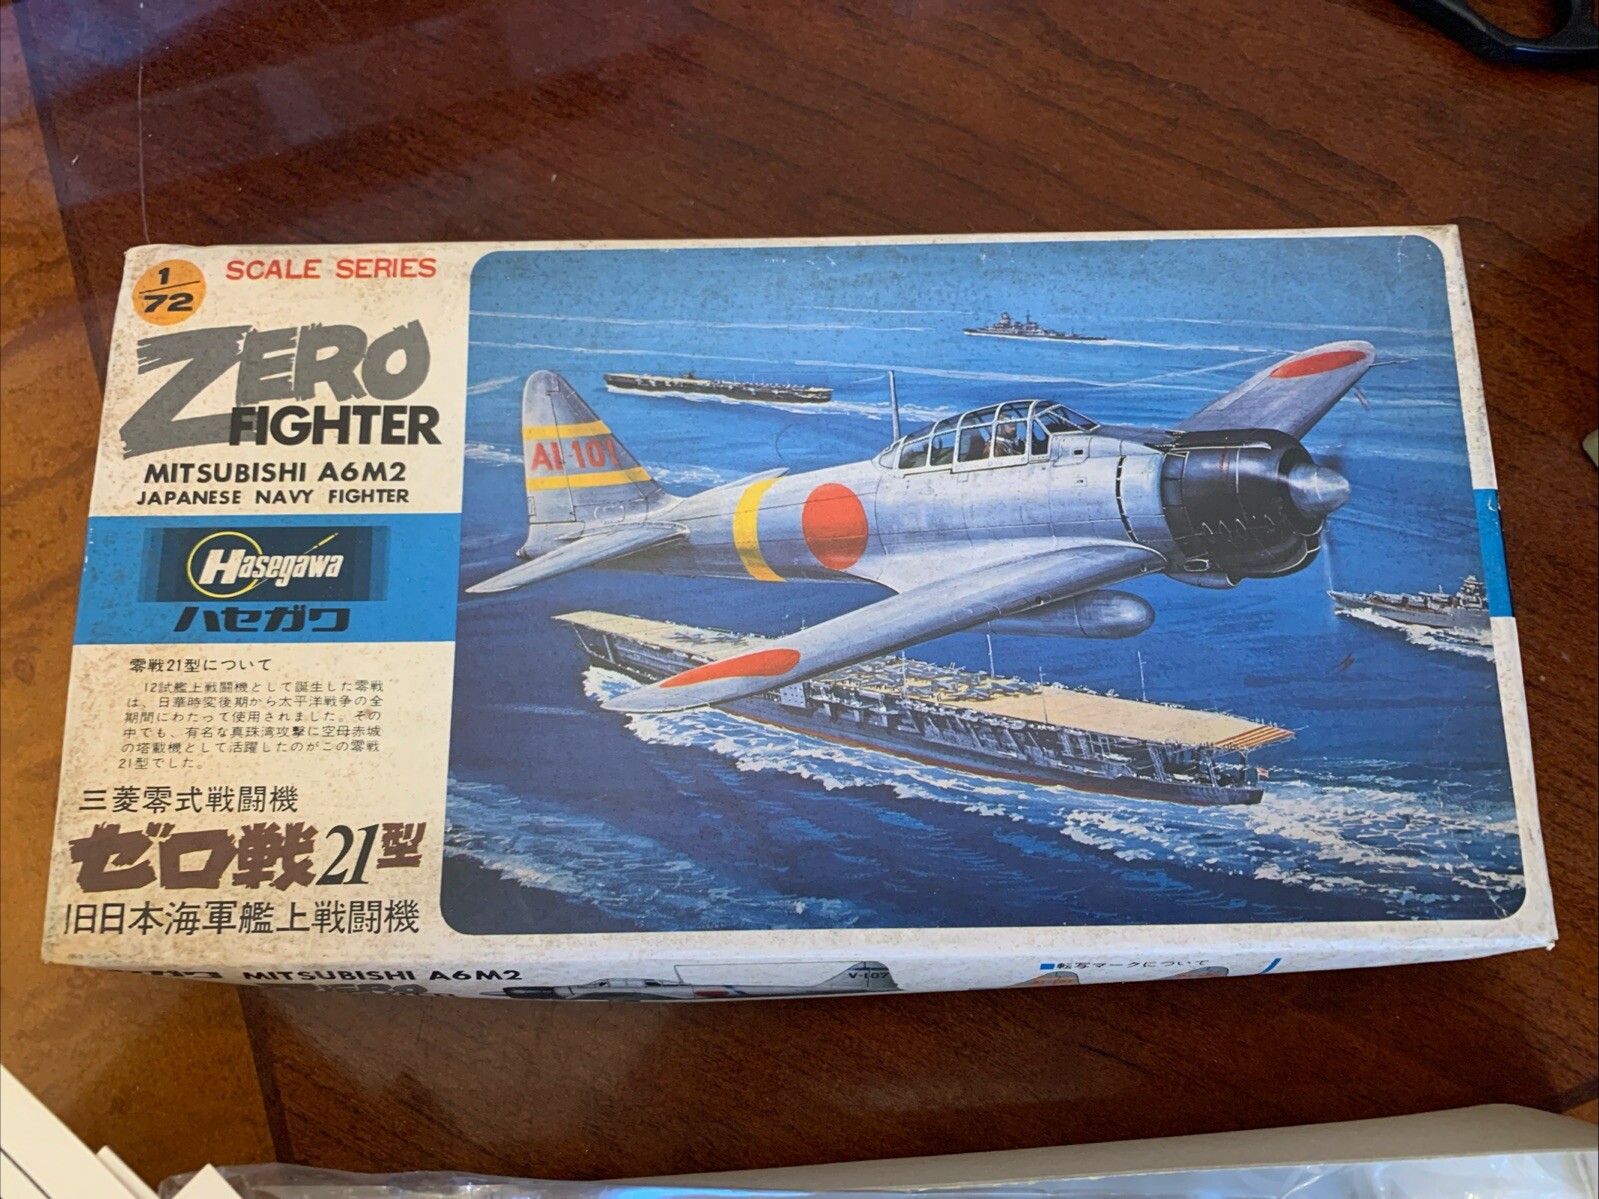 1/72
SCALE SERIES
ZERO
FIGHTER
MITSUBISHI A6M2
JAPANESE NAVY FIGHTER
Hasegawa
ハセガワ
零戦21型について
12試艦上戦闘機として誕生した零戦
は、日華時変後期から太平洋戦争の全
期間にわたって使用されました。その
中でも、有名な真珠湾攻撃に空母赤城
の塔載機として活躍したのがこの零戦
21型でした。
三菱零式戦闘機
ゼロ戦21型
旧日本海軍艦上戦闘機
AI-101
MITSUBISHI A6M2
V-107
■転写マークについて